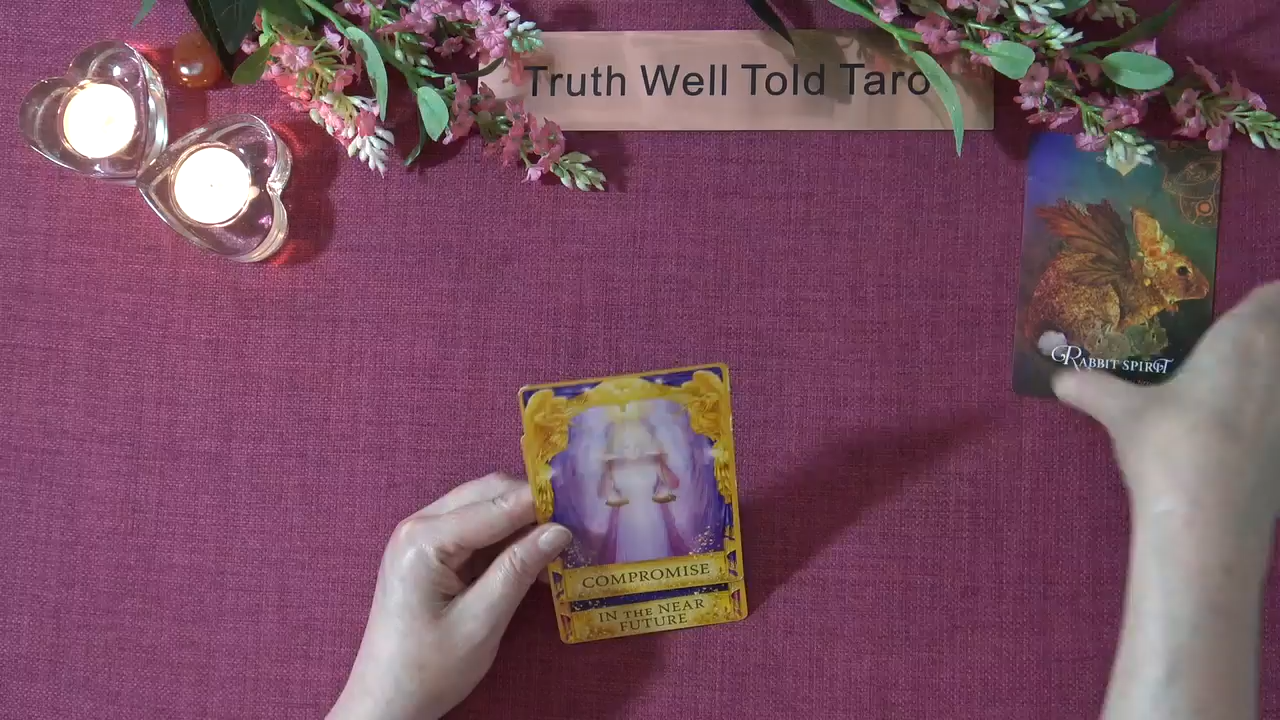 Truth Well Told Taro
RABBIT SPIRIT
COMPROMISE
IN THE NEAR
FUTURE